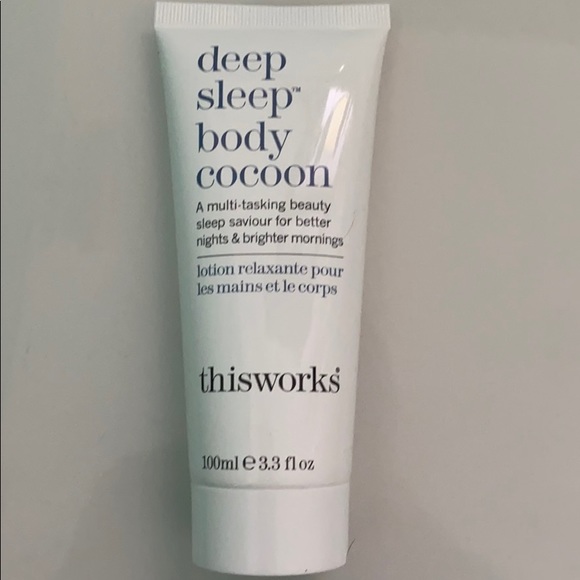 deep
sleep™
body
cocoon
A multi-tasking beauty
sleep saviour for better
nights & brighter mornings
lotion relaxante pour
les mains et le corps
thisworks®
100ml ℮ 3.3 fl oz